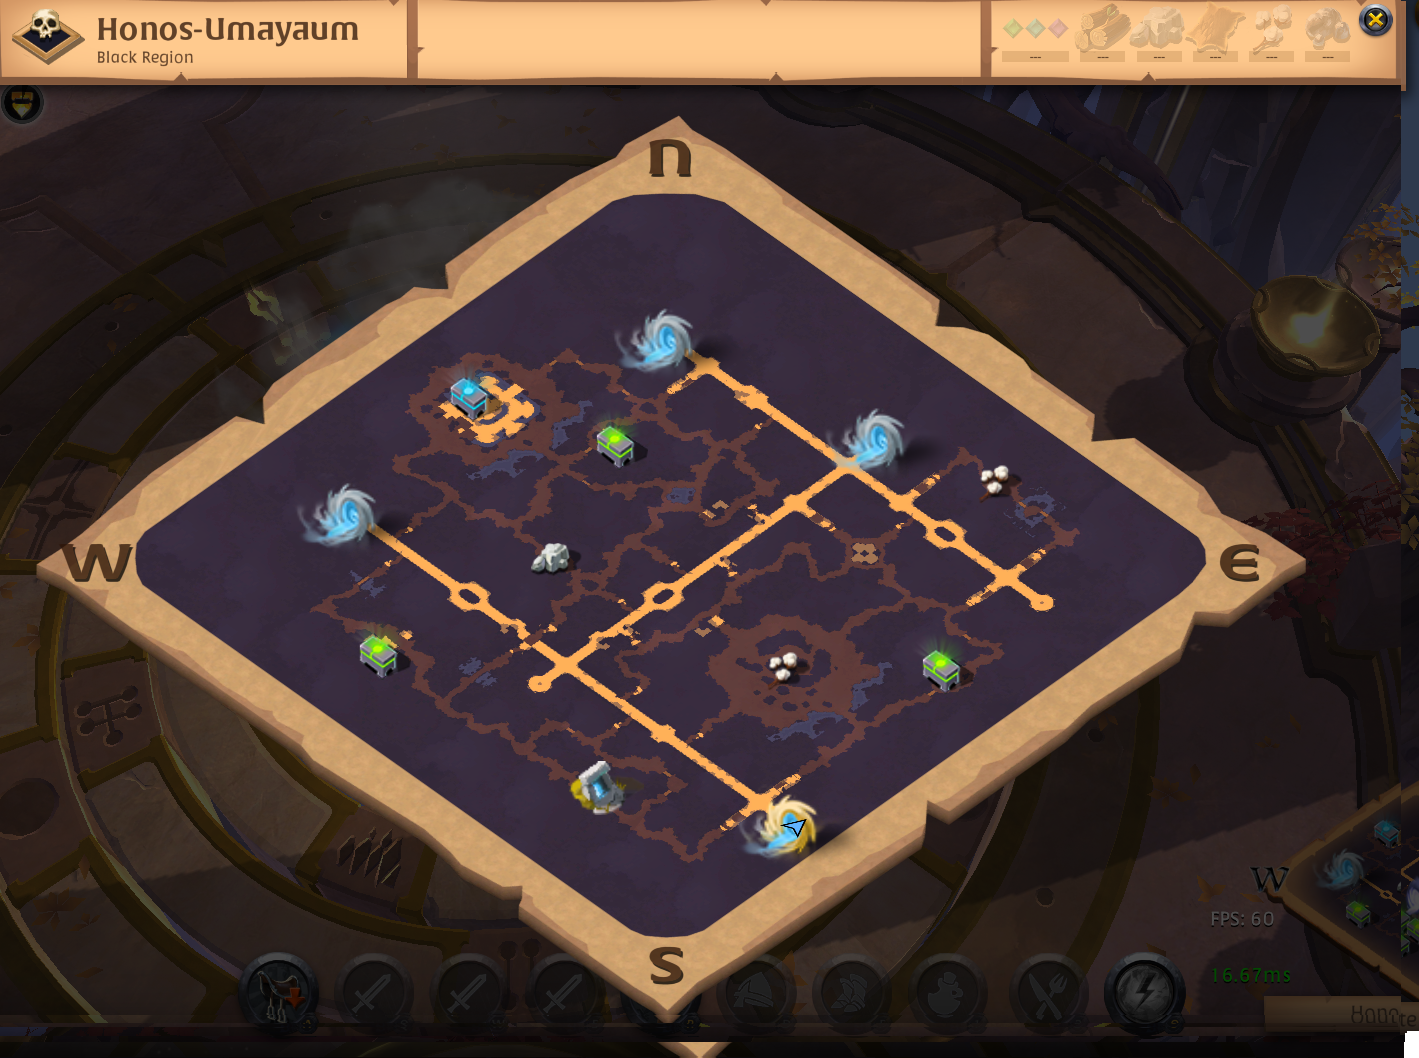 Honos-Umayaum
Black Region
---
---
---
---
---
---
N
W
E
S
W
FPS: 60
16.67ms